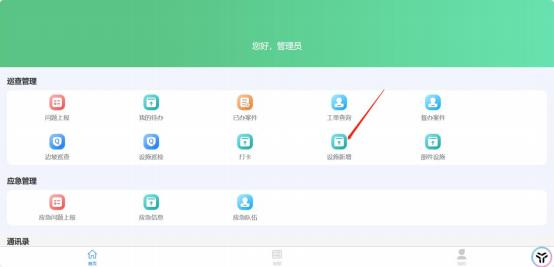 您好，管理员
巡查管理
问题上报 我的待办 已办案件 工单查询 督办案件
边坡巡查 设施巡检 打卡 设施新增 部件设施
应急管理
应急问题上报 应急信息 应急队伍
通讯录
首页